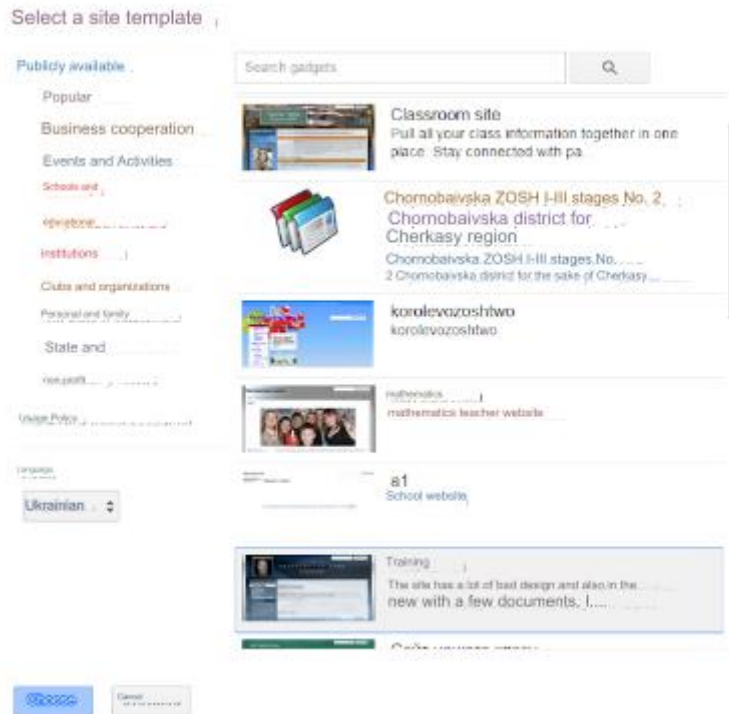 Select a site template
Publicly available
Search gadgets
Popular
Business cooperation
Events and Activities
Schools and
educational
institutions
Clubs and organizations
Personal and family
State and
non-profit
Usage Policy
Language
Ukrainian
Classroom site
Pull all your class information together in one
place. Stay connected with pa
Chornobaivska ZOSH I-III stages No. 2,
Chornobaivska district for
Cherkasy region
Chornobaivska ZOSH I-III stages No.
2 Chornobaivska district for the sake of Cherkasy...
korolevozoshtwo
korolevozoshtwo
mathematics
mathematics teacher website
a1
School website
Training
The site has a lot of bad design and also in the
new with a few documents, I....
Cancel